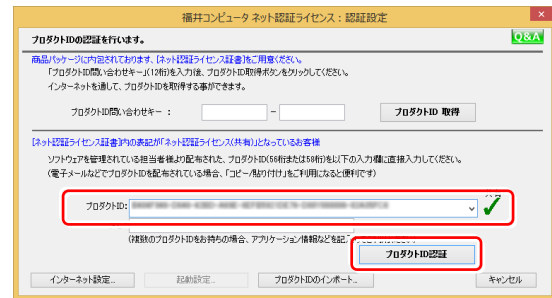 福井コンピュータ ネット認証ライセンス：認証設定
プロダクトIDの認証を行います。
Q&A
商品パッケージに内包されております、[ネット認証ライセンス証書]をご用意ください。
「プロダクトID問い合わせキー」(12桁)を入力後、プロダクトID取得ボタンをクリックしてください。
インターネットを通して、プロダクトIDを取得する事ができます。
プロダクトID問い合わせキー ：
-
プロダクトID 取得
[ネット認証ライセンス証書]内の表記が「ネット認証ライセンス(共有)」となっているお客様
ソフトウェアを管理されている担当者様より配布された、プロダクトID(56桁または58桁)を以下の入力欄に直接入力してください。
(電子メールなどでプロダクトIDを配布されている場合、「コピー/貼り付け」をご利用になると便利です)
プロダクトID:
(複数のプロダクトIDをお持ちの場合、アプリケーション情報などを記入
プロダクトID認証
インターネット設定...
起動設定...
プロダクトIDのインポート...
キャンセル